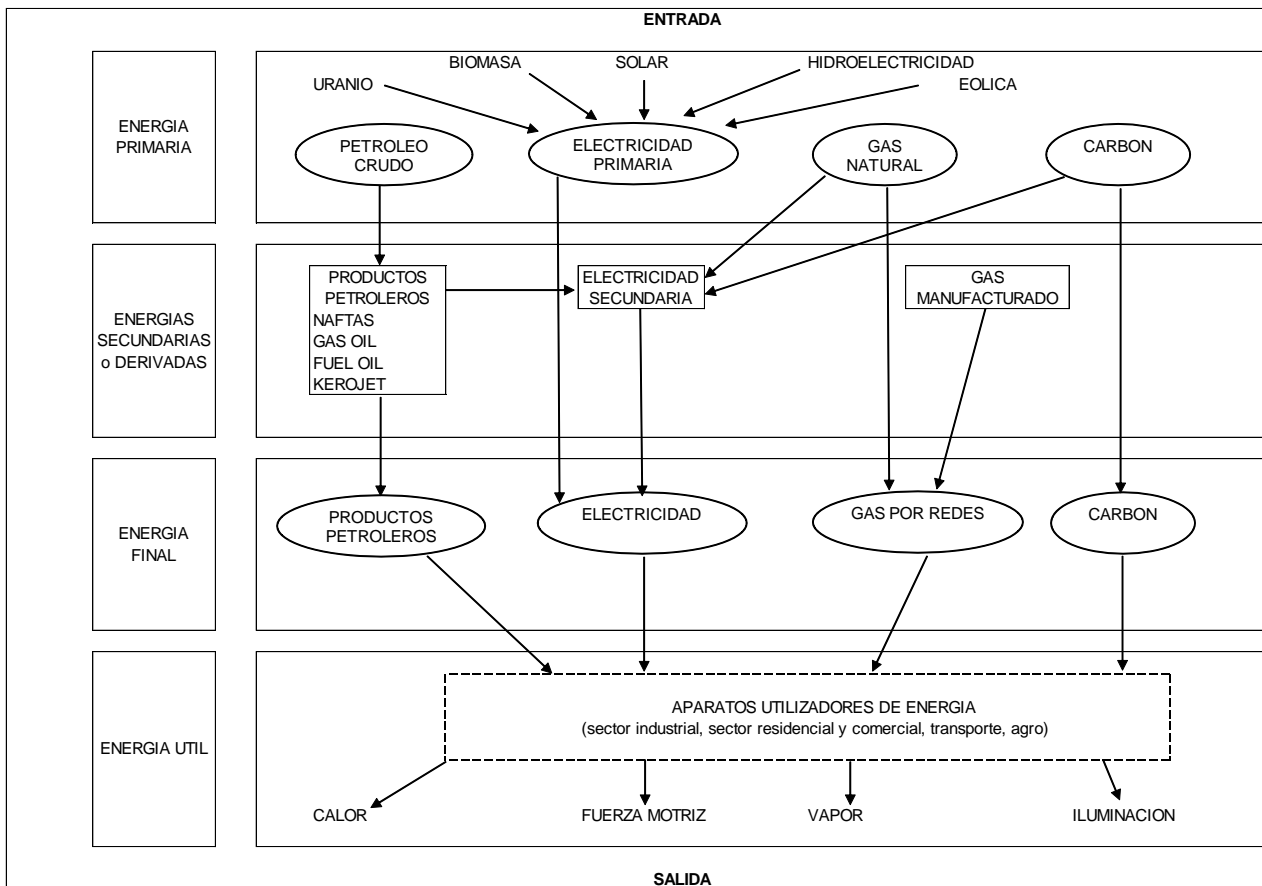 ENTRADA
BIOMASA
SOLAR
HIDROELECTRICIDAD
URANIO
EOLICA
ENERGIA
PRIMARIA
PETROLEO
CRUDO
ELECTRICIDAD
PRIMARIA
GAS
NATURAL
CARBON
ENERGIAS
SECUNDARIAS
o DERIVADAS
PRODUCTOS
PETROLEROS
NAFTAS
GAS OIL
FUEL OIL
KEROJET
ELECTRICIDAD
SECUNDARIA
GAS
MANUFACTURADO
ENERGIA
FINAL
PRODUCTOS
PETROLEROS
ELECTRICIDAD
GAS POR REDES
CARBON
ENERGIA UTIL
APARATOS UTILIZADORES DE ENERGIA
(sector industrial, sector residencial y comercial, transporte, agro)
CALOR
FUERZA MOTRIZ
VAPOR
ILUMINACION
SALIDA